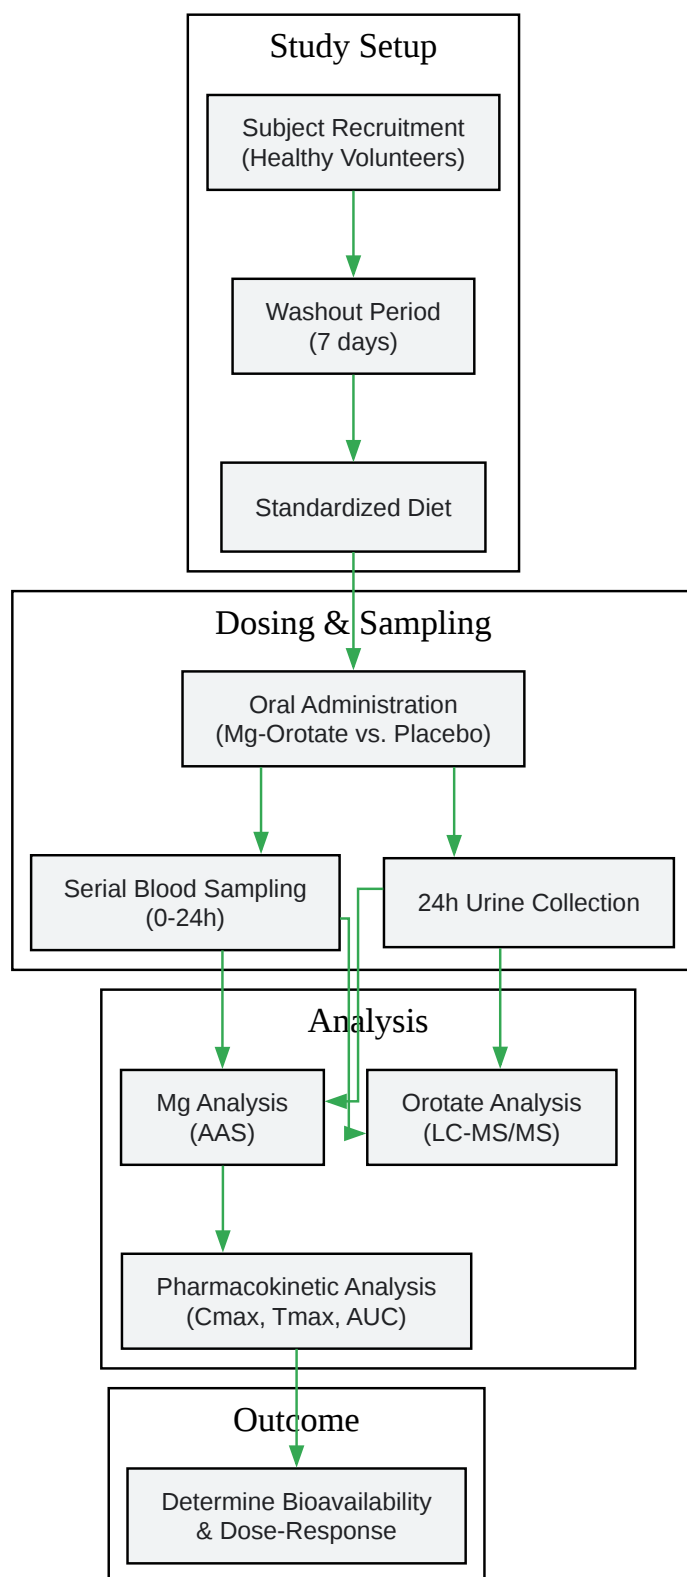 Study Setup
Subject Recruitment
(Healthy Volunteers)
Washout Period
(7 days)
Standardized Diet
Dosing & Sampling
Oral Administration
(Mg-Orotate vs. Placebo)
Serial Blood Sampling
(0-24h)
24h Urine Collection
Analysis
Mg Analysis
(AAS)
Orotate Analysis
(LC-MS/MS)
Pharmacokinetic Analysis
(Cmax, Tmax, AUC)
Outcome
Determine Bioavailability
& Dose-Response